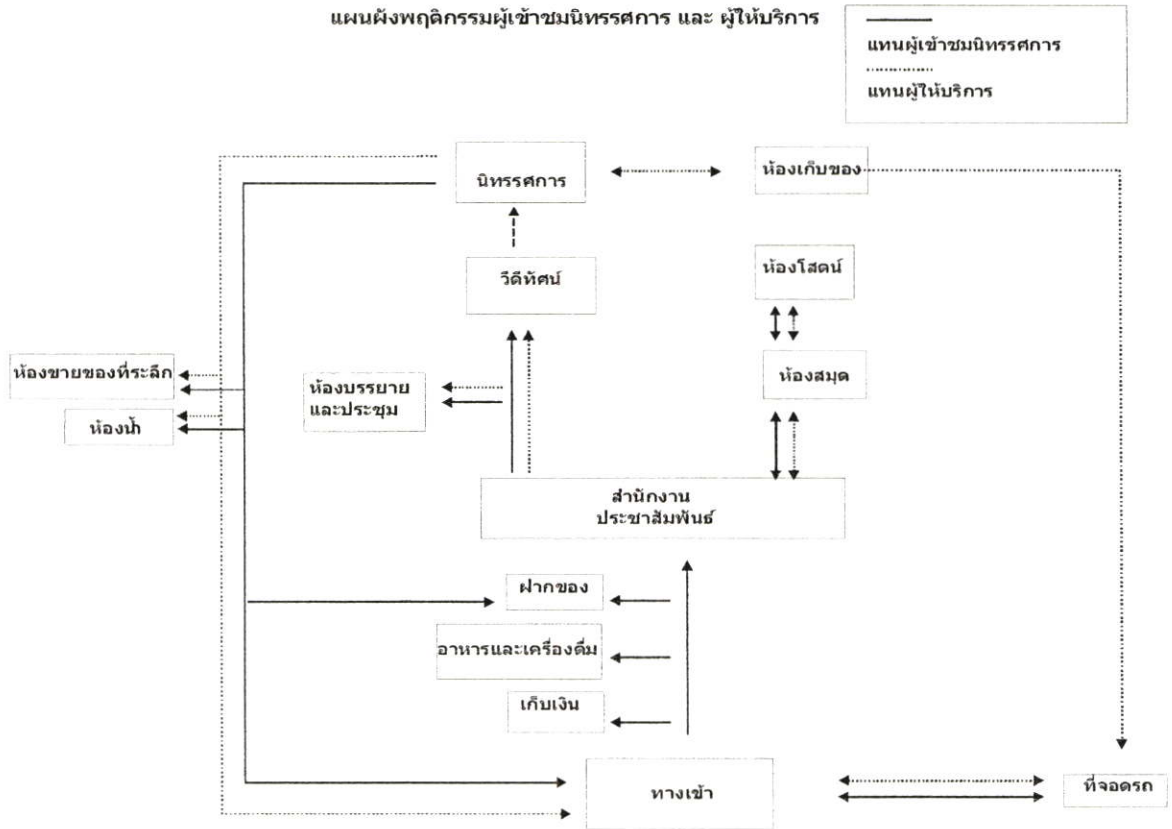 แผนผังพฤติกรรมผู้เข้าชมนิทรรศการ และ ผู้ให้บริการ
แทนผู้เข้าชมนิทรรศการ
แทนผู้ให้บริการ
นิทรรศการ
ห้องเก็บของ
วีดีทัศน์
ห้องโสตน์
ห้องขายของที่ระลึก
ห้องบรรยาย
และประชุม
ห้องสมุด
ห้องน้ำ
สำนักงาน
ประชาสัมพันธ์
ฝากของ
อาหารและเครื่องดื่ม
เก็บเงิน
ทางเข้า
ที่จอดรถ